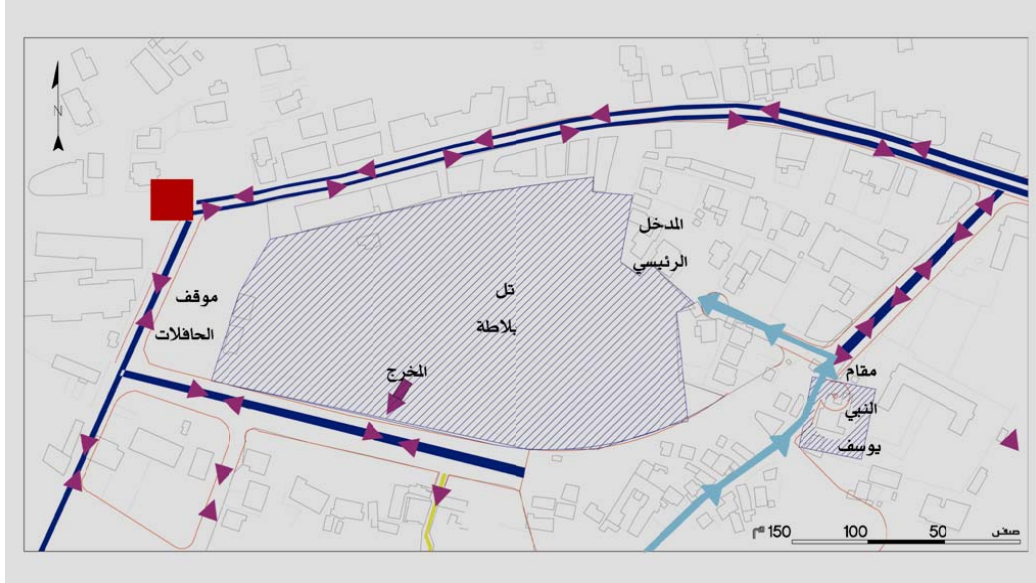 N
المدخل
الرئيسي
تل
بلاطة
موقف
الحافلات
المخرج
مقام
النبي
يوسف
150 م 100 50 صفر